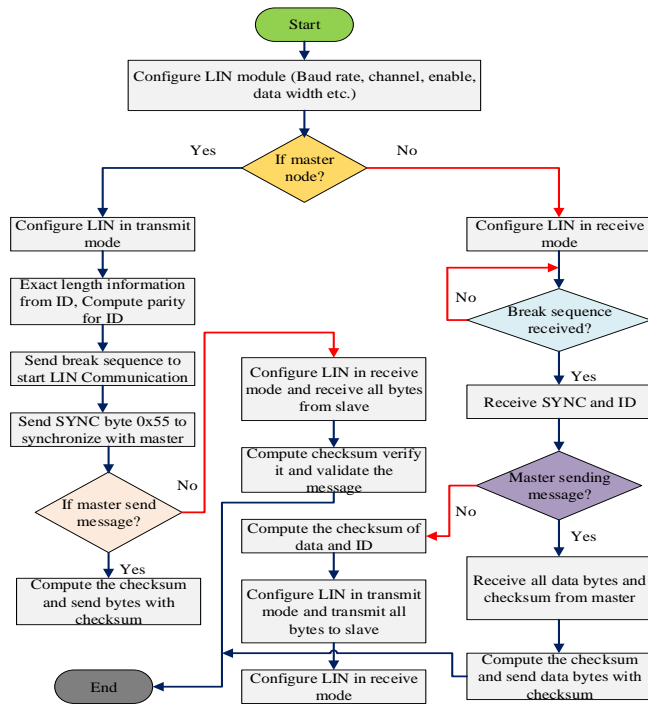 Start
Configure LIN module (Baud rate, channel, enable,
data width etc.)
Yes
If master
node?
No
Configure LIN in transmit
mode
Exact length information
from ID, Compute parity
for ID
Send break sequence to
start LIN Communication
Send SYNC byte 0x55 to
synchronize with master
If master send
message?
No
Yes
Compute the checksum
and send bytes with
checksum
Configure LIN in receive
mode and receive all bytes
from slave
Compute checksum verify
it and validate the
message
Configure LIN in receive
mode
No
Break sequence
received?
Yes
Receive SYNC and ID
Master sending
message?
No
Yes
Compute the checksum of
data and ID
Configure LIN in transmit
mode and transmit all
bytes to slave
Configure LIN in receive
mode
Receive all data bytes and
checksum from master
Compute the checksum
and send data bytes with
checksum
End